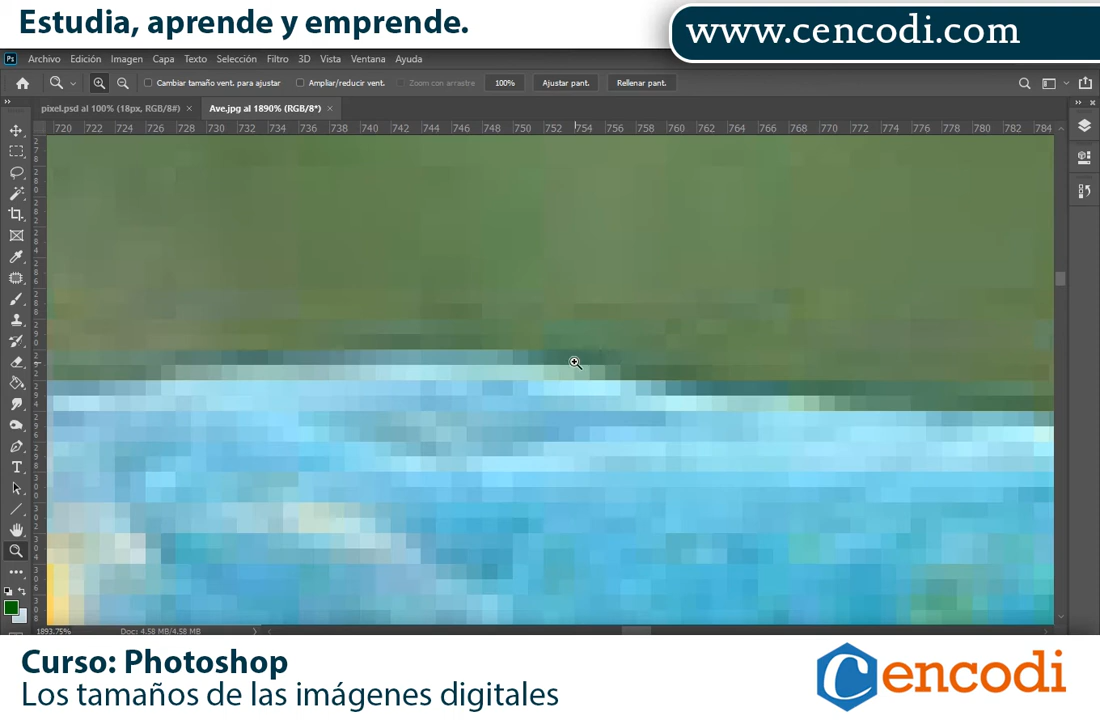 Estudia, aprende y emprende.
www.cencodi.com
Ps Archivo Edición Imagen Capa Texto Selección Filtro 3D Vista Ventana Ayuda
Cambiar tamaño vent. para ajustar Ampliar/reducir vent. Zoom con arrastre 100% Ajustar pant. Rellenar pant.
pixel.psd al 100% (18px, RGB/8#) × Ave.jpg al 1890% (RGB/8*) ×
720 722 724 726 728 730 732 734 736 738 740 742 744 746 748 750 752 754 756 758 760 762 764 766 768 770 772 774 776 778 780 782 784
1893.75% Doc: 4.58 MB/4.58 MB
Curso: Photoshop
Los tamaños de las imágenes digitales
Cencodi